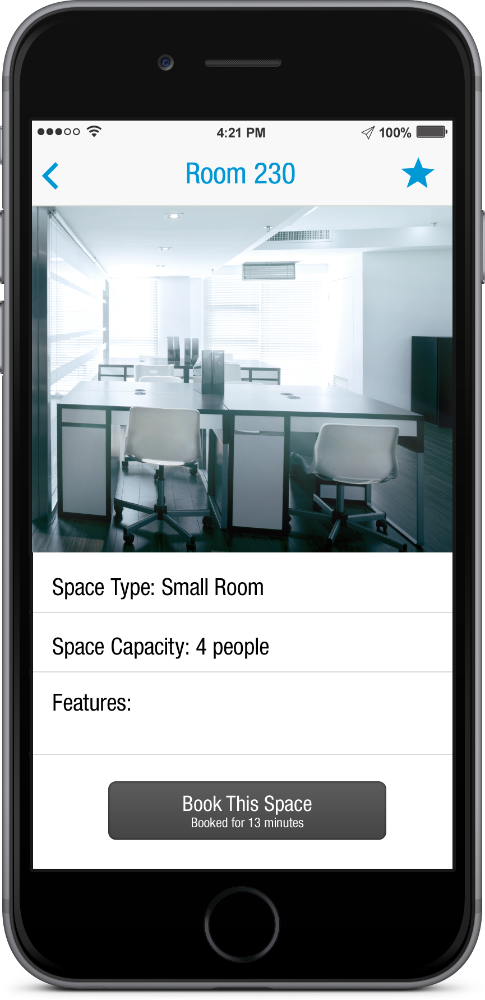 4:21 PM
100%
Room 230
Space Type: Small Room
Space Capacity: 4 people
Features:
Book This Space
Booked for 13 minutes